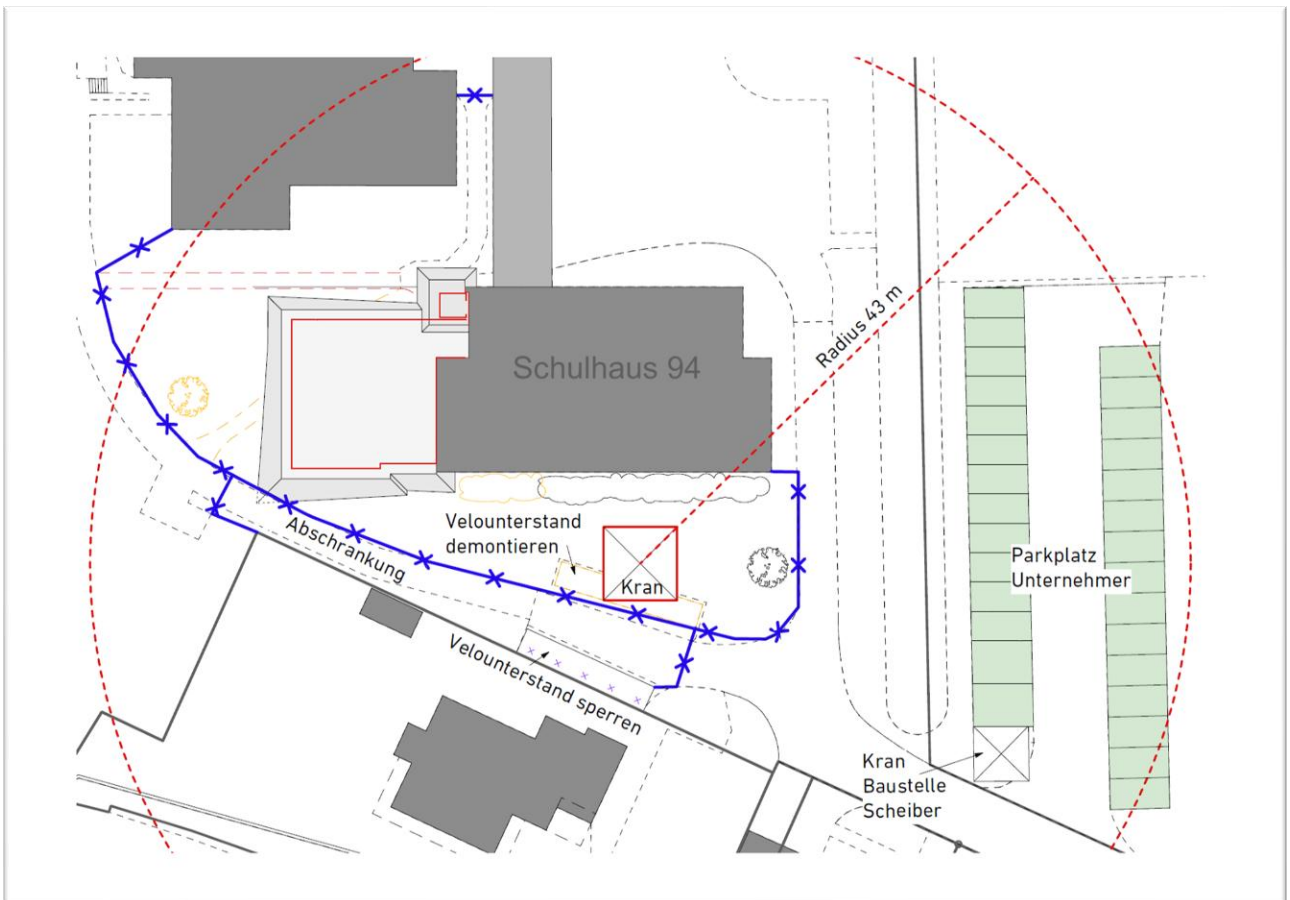 Radius 43 m
Schulhaus 94
Velounterstand
demontieren
Abschrankung
Kran
Parkplatz
Unternehmer
Velounterstand sperren
Kran
Baustelle
Scheiber